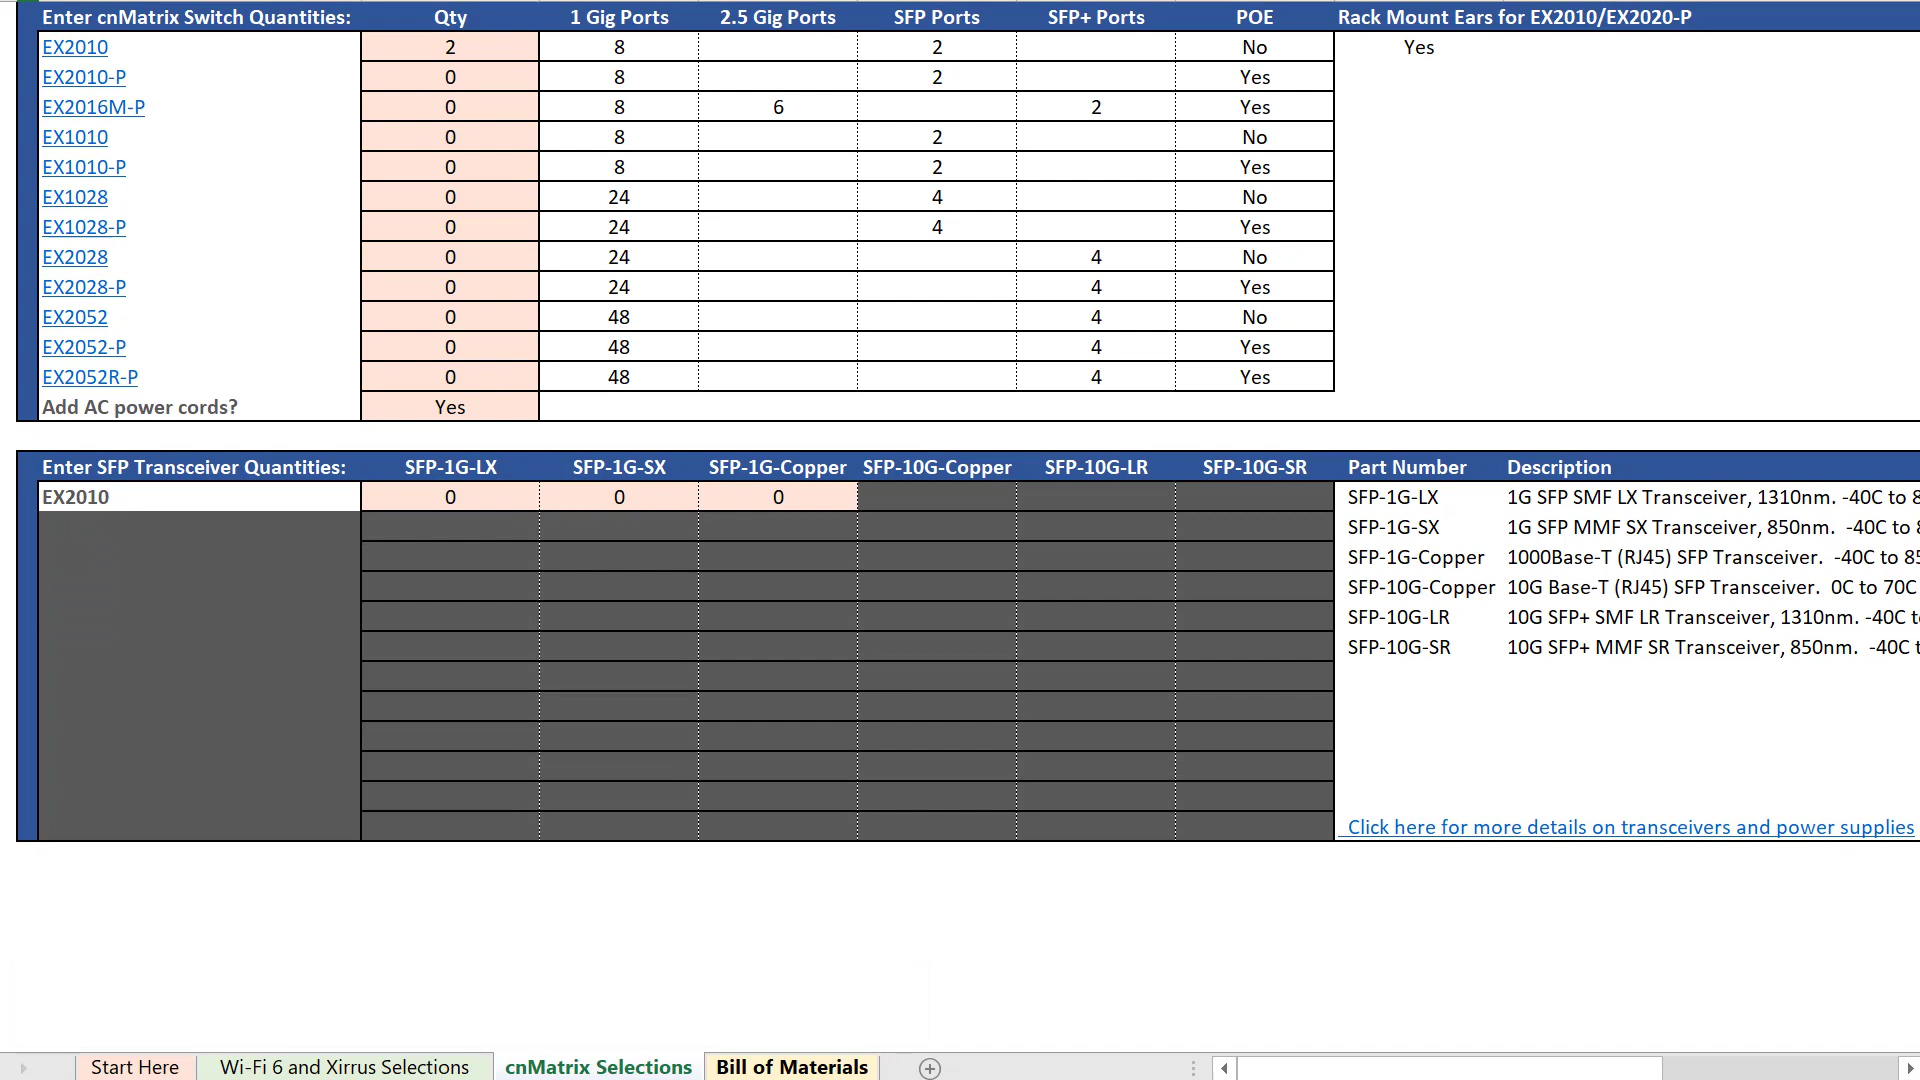 Enter cnMatrix Switch Quantities: Qty 1 Gig Ports 2.5 Gig Ports SFP Ports SFP+ Ports POE Rack Mount Ears for EX2010/EX2020-P
EX2010 2 8 2 No Yes
EX2010-P 0 8 2 Yes
EX2016M-P 0 8 6 2 Yes
EX1010 0 8 2 No
EX1010-P 0 8 2 Yes
EX1028 0 24 4 No
EX1028-P 0 24 4 Yes
EX2028 0 24 4 No
EX2028-P 0 24 4 Yes
EX2052 0 48 4 No
EX2052-P 0 48 4 Yes
EX2052R-P 0 48 4 Yes
Add AC power cords? Yes
Enter SFP Transceiver Quantities: SFP-1G-LX SFP-1G-SX SFP-1G-Copper SFP-10G-Copper SFP-10G-LR SFP-10G-SR Part Number Description
EX2010 0 0 0 SFP-1G-LX 1G SFP SMF LX Transceiver, 1310nm. -40C to
SFP-1G-SX 1G SFP MMF SX Transceiver, 850nm. -40C to
SFP-1G-Copper 1000Base-T (RJ45) SFP Transceiver. -40C to 85
SFP-10G-Copper 10G Base-T (RJ45) SFP Transceiver. 0C to 70C
SFP-10G-LR 10G SFP+ SMF LR Transceiver, 1310nm. -40C
SFP-10G-SR 10G SFP+ MMF SR Transceiver, 850nm. -40C
Click here for more details on transceivers and power supplies
Start Here Wi-Fi 6 and Xirrus Selections cnMatrix Selections Bill of Materials